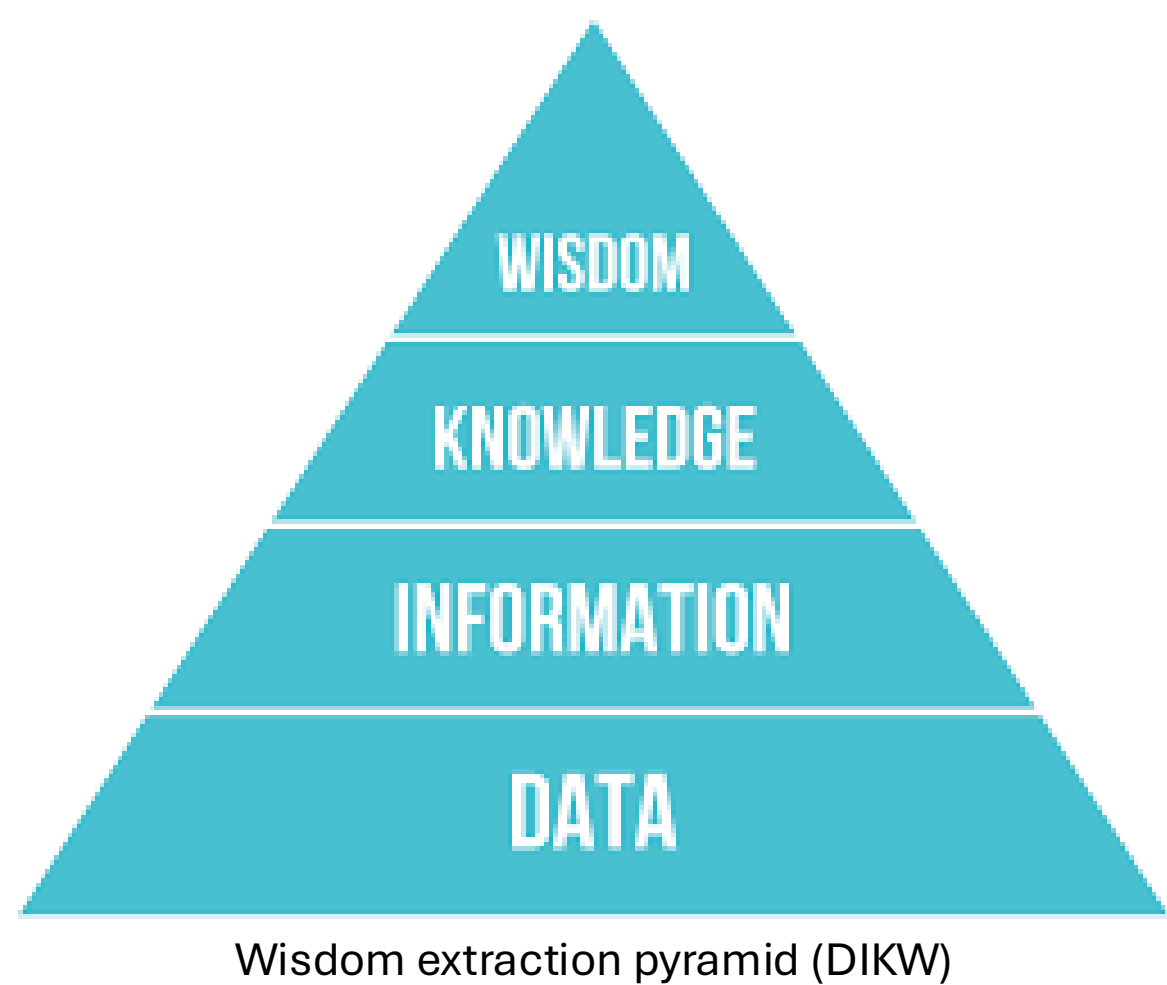 WISDOM
KNOWLEDGE
INFORMATION
DATA
Wisdom extraction pyramid (DIKW)